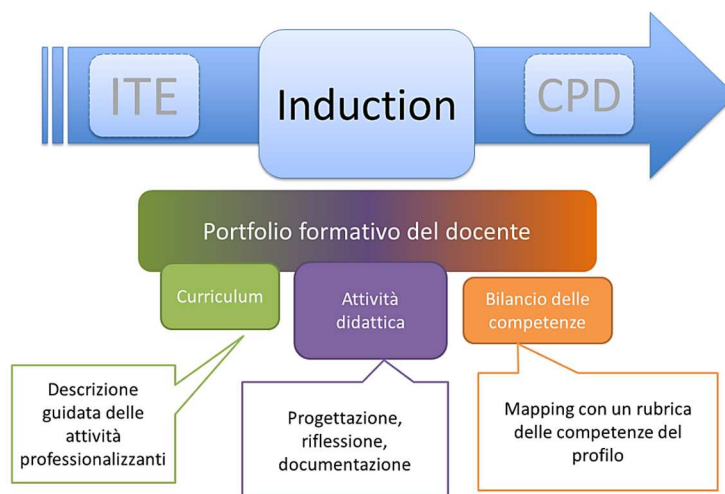 ITE
Induction
CPD
Portfolio formativo del docente
Curriculum
Attività
didattica
Bilancio delle
competenze
Descrizione
guidata delle
attività
professionalizzanti
Progettazione,
riflessione,
documentazione
Mapping con un rubrica
delle competenze del
profilo